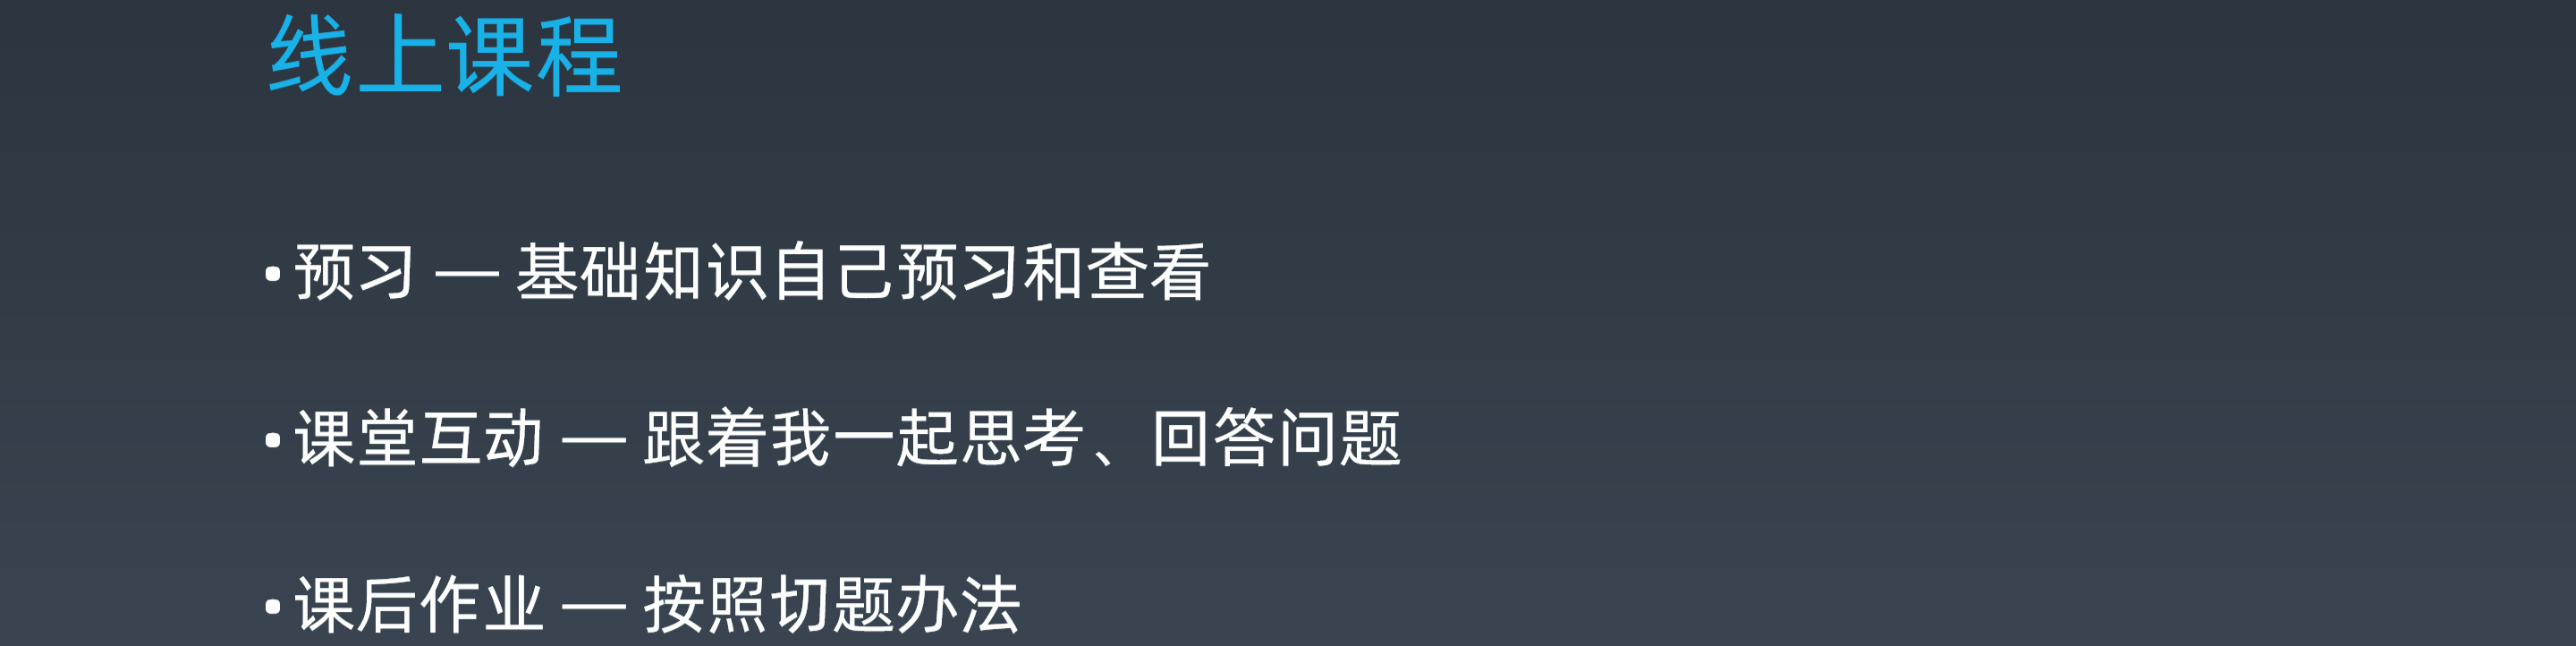 线上课程
• 预习 — 基础知识自己预习和查看
• 课堂互动 — 跟着我一起思考、回答问题
• 课后作业 — 按照切题办法